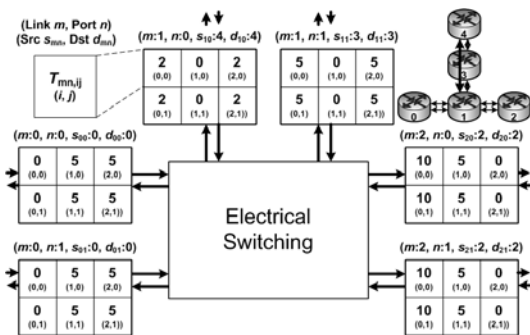 (Link m, Port n)
(Src sₘₙ, Dst dₘₙ)
Tₘₙ,ᵢⱼ
(i, j)
(m:1, n:0, s₁₀:4, d₁₀:4)
2 0 2
(0,0) (1,0) (2,0)
2 0 2
(0,1) (1,1) (2,1))
(m:1, n:1, s₁₁:3, d₁₁:3)
5 0 5
(0,0) (1,0) (2,0)
5 0 5
(0,1) (1,1) (2,1))
4
3
0 1 2
(m:0, n:0, s₀₀:0, d₀₀:0)
0 5 5
(0,0) (1,0) (2,0)
0 5 5
(0,1) (1,1) (2,1))
(m:2, n:0, s₂₀:2, d₂₀:2)
10 5 0
(0,0) (1,0) (2,0)
10 5 0
(0,1) (1,1) (2,1))
Electrical
Switching
(m:0, n:1, s₀₁:0, d₀₁:0)
0 5 5
(0,0) (1,0) (2,0)
0 5 5
(0,1) (1,1) (2,1))
(m:2, n:1, s₂₁:2, d₂₁:2)
10 5 0
(0,0) (1,0) (2,0)
10 5 0
(0,1) (1,1) (2,1))